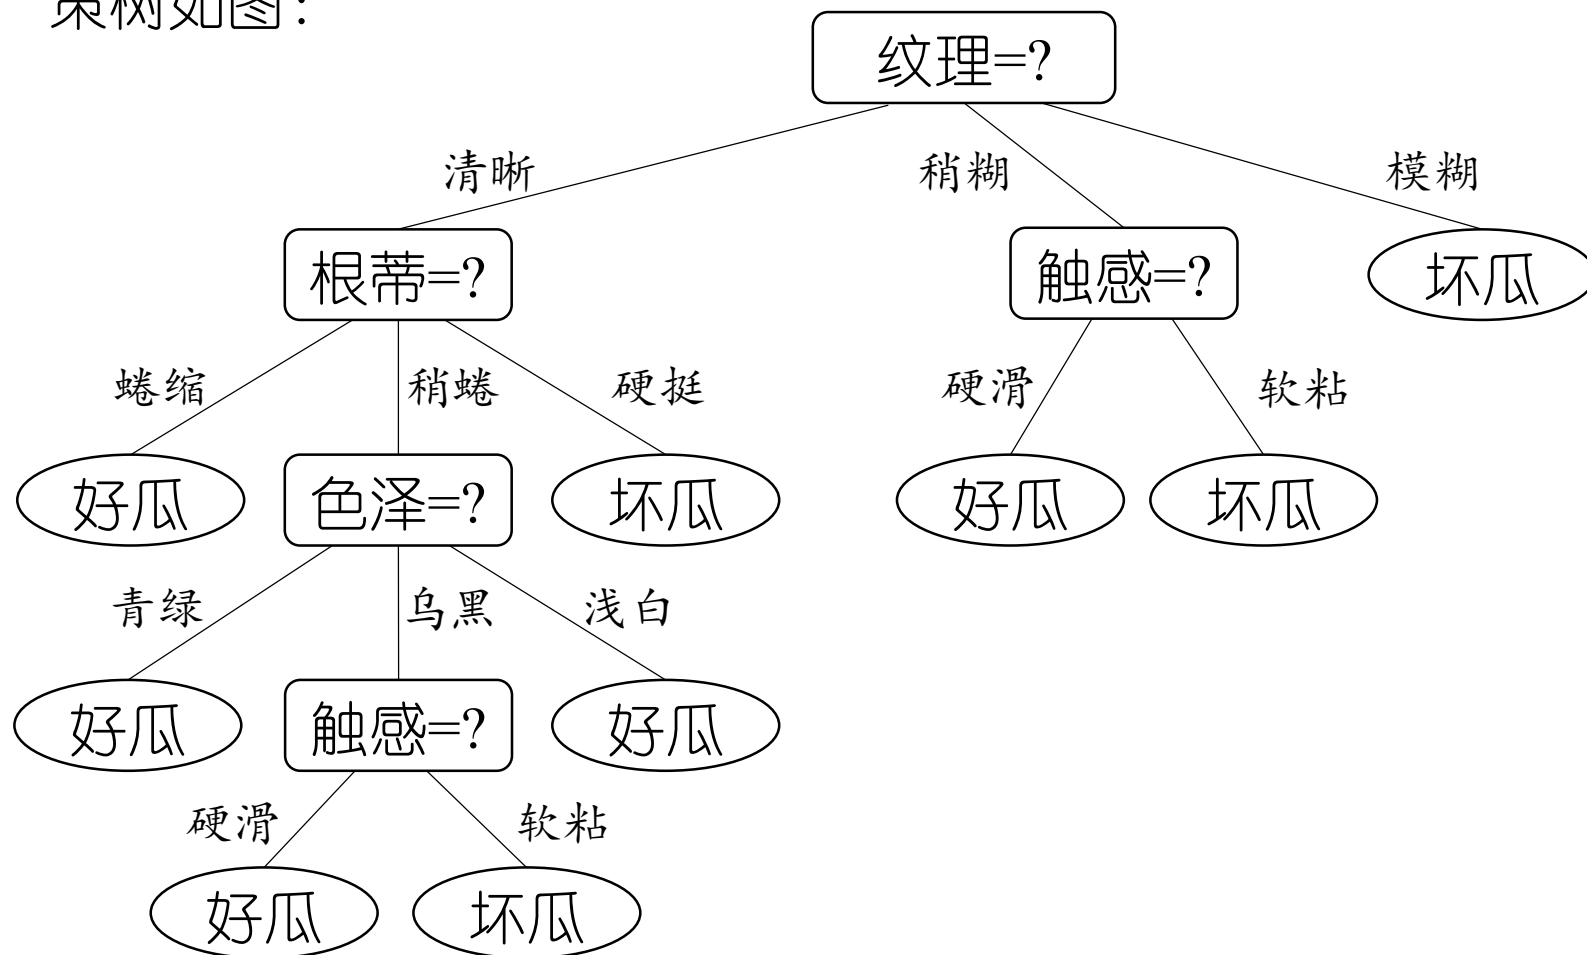 策树如图：
纹理=?
清晰 稍糊 模糊
根蒂=? 触感=? 坏瓜
蜷缩 稍蜷 硬挺 硬滑 软粘
好瓜 色泽=? 坏瓜 好瓜 坏瓜
青绿 乌黑 浅白
好瓜 触感=? 好瓜
硬滑 软粘
好瓜 坏瓜